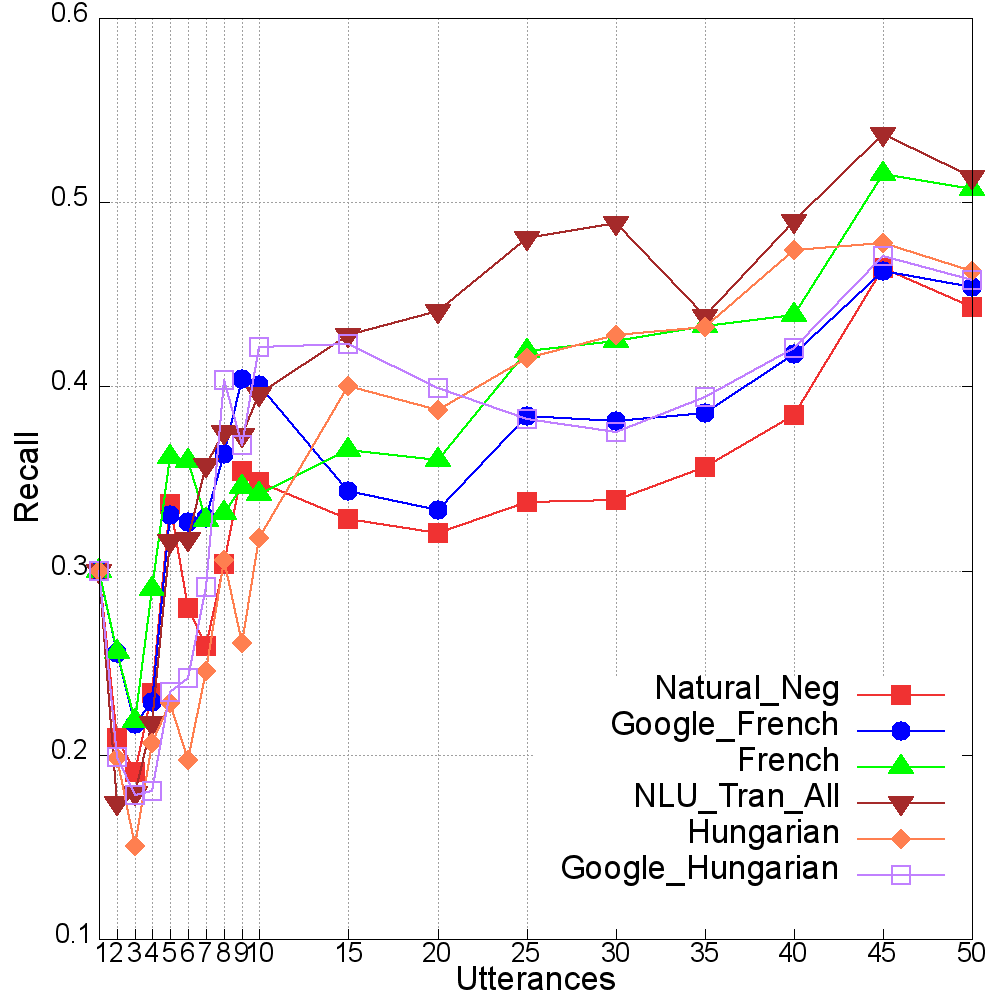 0.6
0.5
0.4
0.3
0.2
0.1
Recall
Natural_Neg
Google_French
French
NLU_Tran_All
Hungarian
Google_Hungarian
1 2 3 4 5 6 7 8 9 10 15 20 25 30 35 40 45 50
Utterances